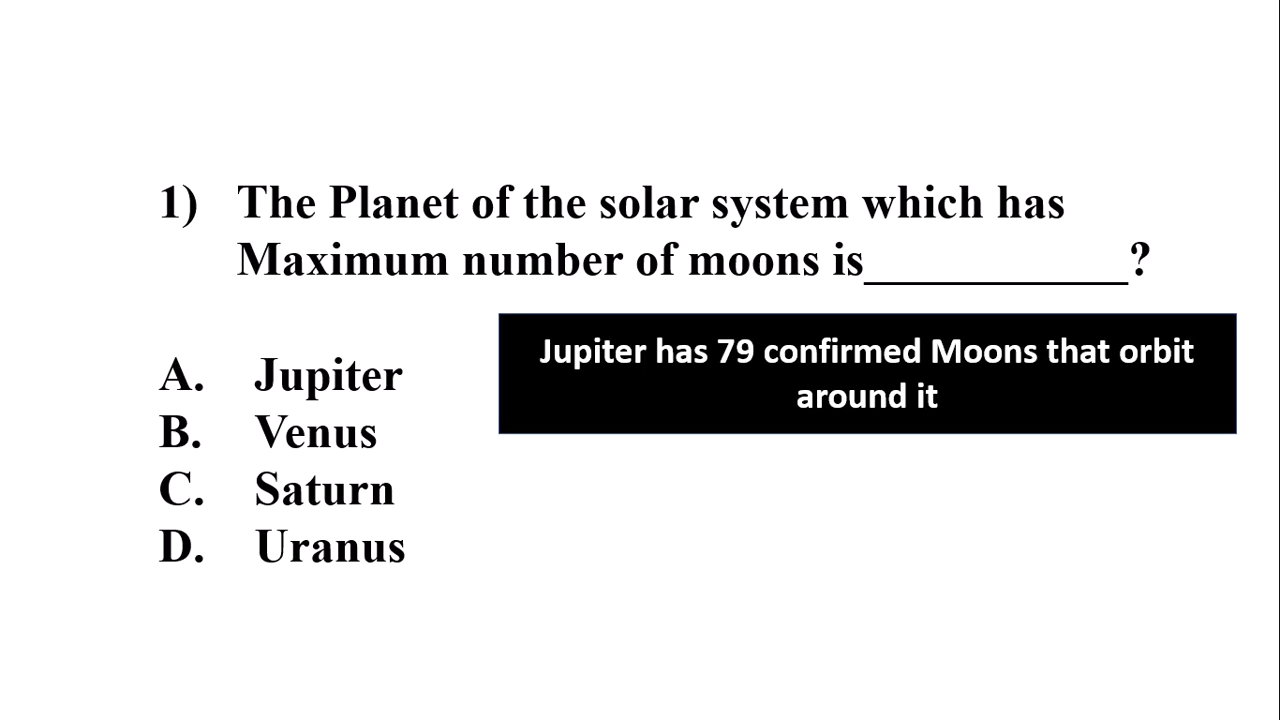 1) The Planet of the solar system which has
Maximum number of moons is____________?
Jupiter has 79 confirmed Moons that orbit
around it
A. Jupiter
B. Venus
C. Saturn
D. Uranus